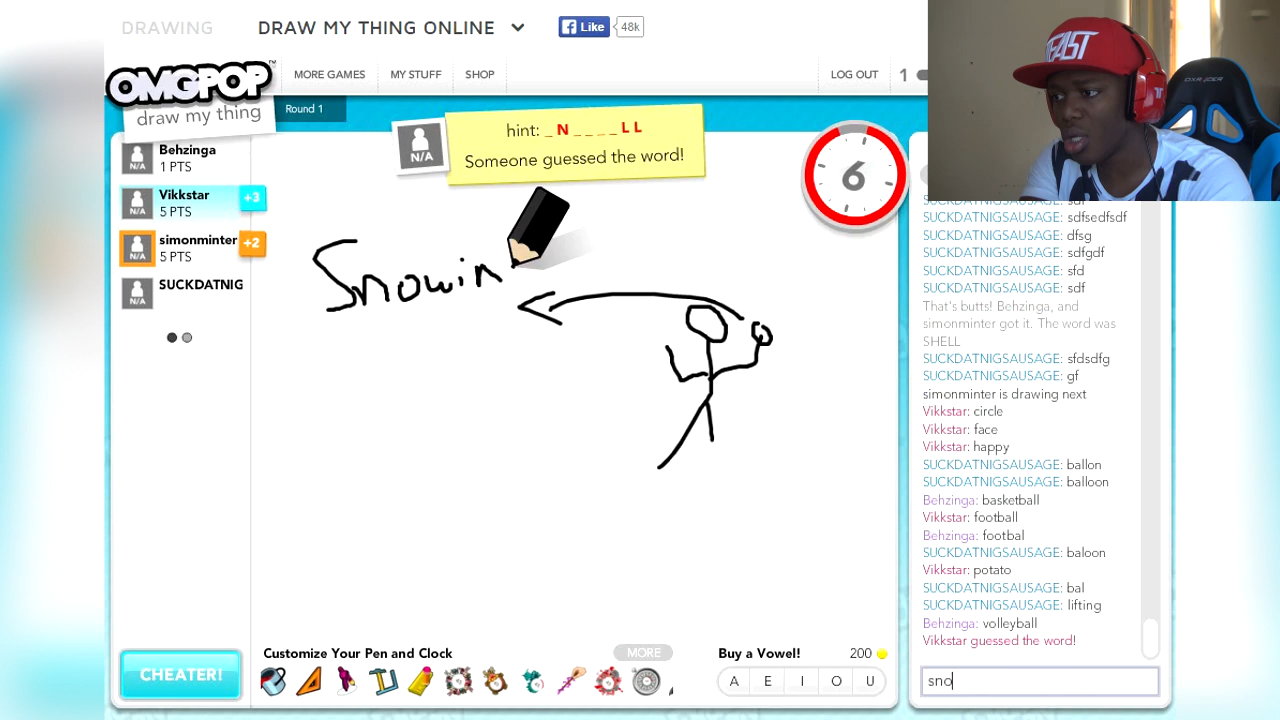 DRAWING
DRAW MY THING ONLINE
Like
48k
OMGPOP
TM
draw my thing
MORE GAMES
MY STUFF
SHOP
LOG OUT
1
Round 1
Behzinga
1 PTS
N/A
Vikkstar
5 PTS
+3
N/A
simonminter
5 PTS
+2
N/A
SUCKDATNIG
N/A
N/A
hint: _ N _ _ _ _ L L
Someone guessed the word!
6
Snowin
BEAST
SUCKDATNIGSAUSAGE: sdf
SUCKDATNIGSAUSAGE: sdfsedfsdf
SUCKDATNIGSAUSAGE: dfsg
SUCKDATNIGSAUSAGE: sdfgdf
SUCKDATNIGSAUSAGE: sfd
SUCKDATNIGSAUSAGE: sdf
That's butts! Behzinga, and
simonminter got it. The word was
SHELL
SUCKDATNIGSAUSAGE: sfdsdfg
SUCKDATNIGSAUSAGE: gf
simonminter is drawing next
Vikkstar: circle
Vikkstar: face
Vikkstar: happy
SUCKDATNIGSAUSAGE: ballon
SUCKDATNIGSAUSAGE: balloon
Behzinga: basketball
Vikkstar: football
Behzinga: footbal
SUCKDATNIGSAUSAGE: baloon
Vikkstar: potato
SUCKDATNIGSAUSAGE: bal
SUCKDATNIGSAUSAGE: lifting
Behzinga: volleyball
Vikkstar guessed the word!
sno
CHEATER!
Customize Your Pen and Clock
MORE
Buy a Vowel!
200
A E I O U